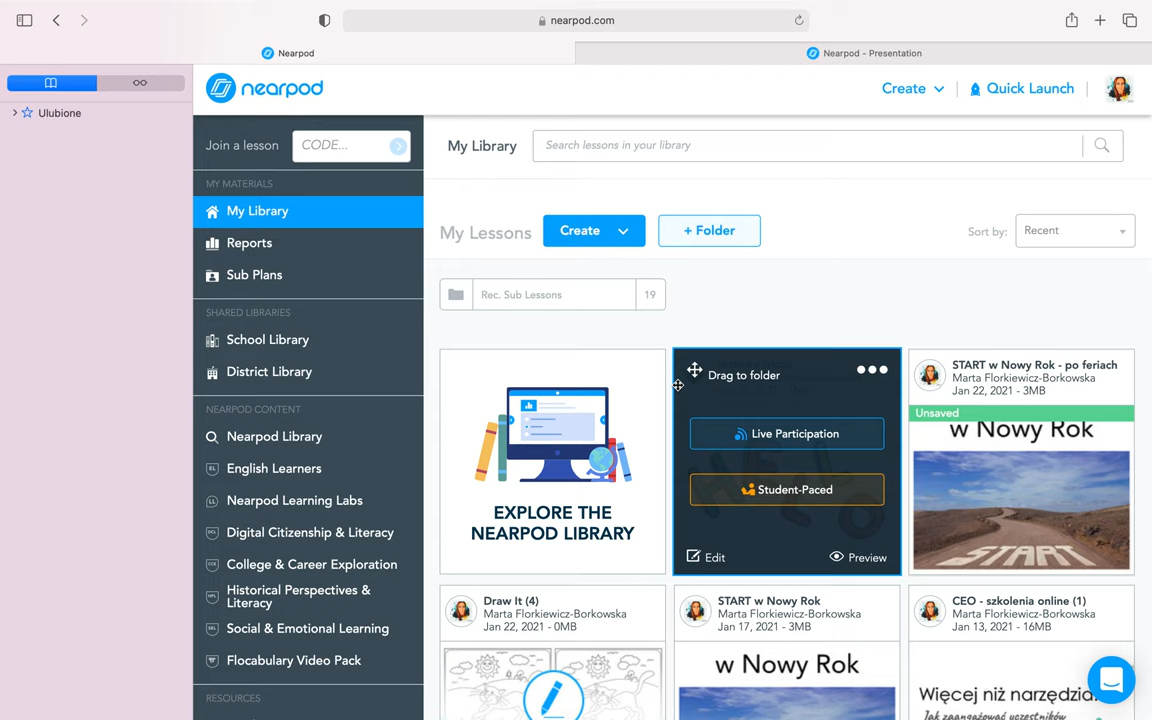 nearpod.com
Nearpod
Nearpod - Presentation
Ulubione
nearpod
Create
Quick Launch
Join a lesson
CODE...
My Library
Search lessons in your library
MY MATERIALS
My Library
Reports
Sub Plans
SHARED LIBRARIES
School Library
District Library
NEARPOD CONTENT
Nearpod Library
English Learners
Nearpod Learning Labs
Digital Citizenship & Literacy
College & Career Exploration
Historical Perspectives &
Literacy
Social & Emotional Learning
Flocabulary Video Pack
RESOURCES
My Lessons
Create
+ Folder
Sort by:
Recent
Rec. Sub Lessons
19
EXPLORE THE
NEARPOD LIBRARY
Drag to folder
Live Participation
Student-Paced
Edit
Preview
START w Nowy Rok - po feriach
Marta Florkiewicz-Borkowska
Jan 22, 2021 - 3MB
Unsaved
w Nowy Rok
START
Draw It (4)
Marta Florkiewicz-Borkowska
Jan 22, 2021 - 0MB
START w Nowy Rok
Marta Florkiewicz-Borkowska
Jan 17, 2021 - 3MB
w Nowy Rok
CEO - szkolenia online (1)
Marta Florkiewicz-Borkowska
Jan 13, 2021 - 16MB
Więcej niż narzędzia
Jak zaangażować uczestników